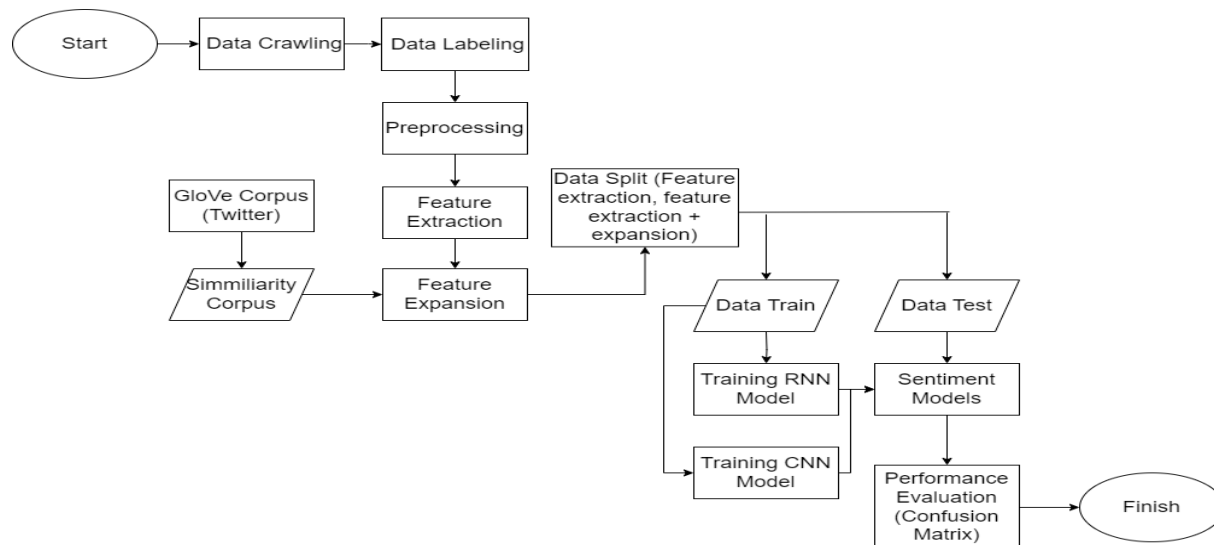 Start
Data Crawling
Data Labeling
Preprocessing
GloVe Corpus
(Twitter)
Feature
Extraction
Data Split (Feature
extraction, feature
extraction +
expansion)
Simmiliarity
Corpus
Feature
Expansion
Data Train
Data Test
Training RNN
Model
Sentiment
Models
Training CNN
Model
Performance
Evaluation
(Confusion
Matrix)
Finish